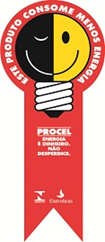 ESTE PRODUTO CONSOME MENOS ENERGIA
PROCEL
ENERGIA
É DINHEIRO.
NÃO
DESPERDICE.
Eletrobras